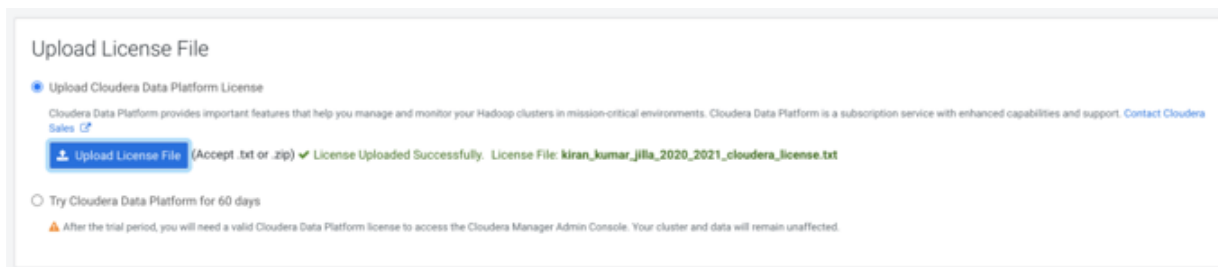 Upload License File
Upload Cloudera Data Platform License
Cloudera Data Platform provides important features that help you manage and monitor your Hadoop clusters in mission-critical environments. Cloudera Data Platform is a subscription service with enhanced capabilities and support. Contact Cloudera
Sales
Upload License File (Accept .txt or .zip) License Uploaded Successfully. License File: kiran_kumar_jilla_2020_2021_cloudera_license.txt
Try Cloudera Data Platform for 60 days
After the trial period, you will need a valid Cloudera Data Platform license to access the Cloudera Manager Admin Console. Your cluster and data will remain unaffected.